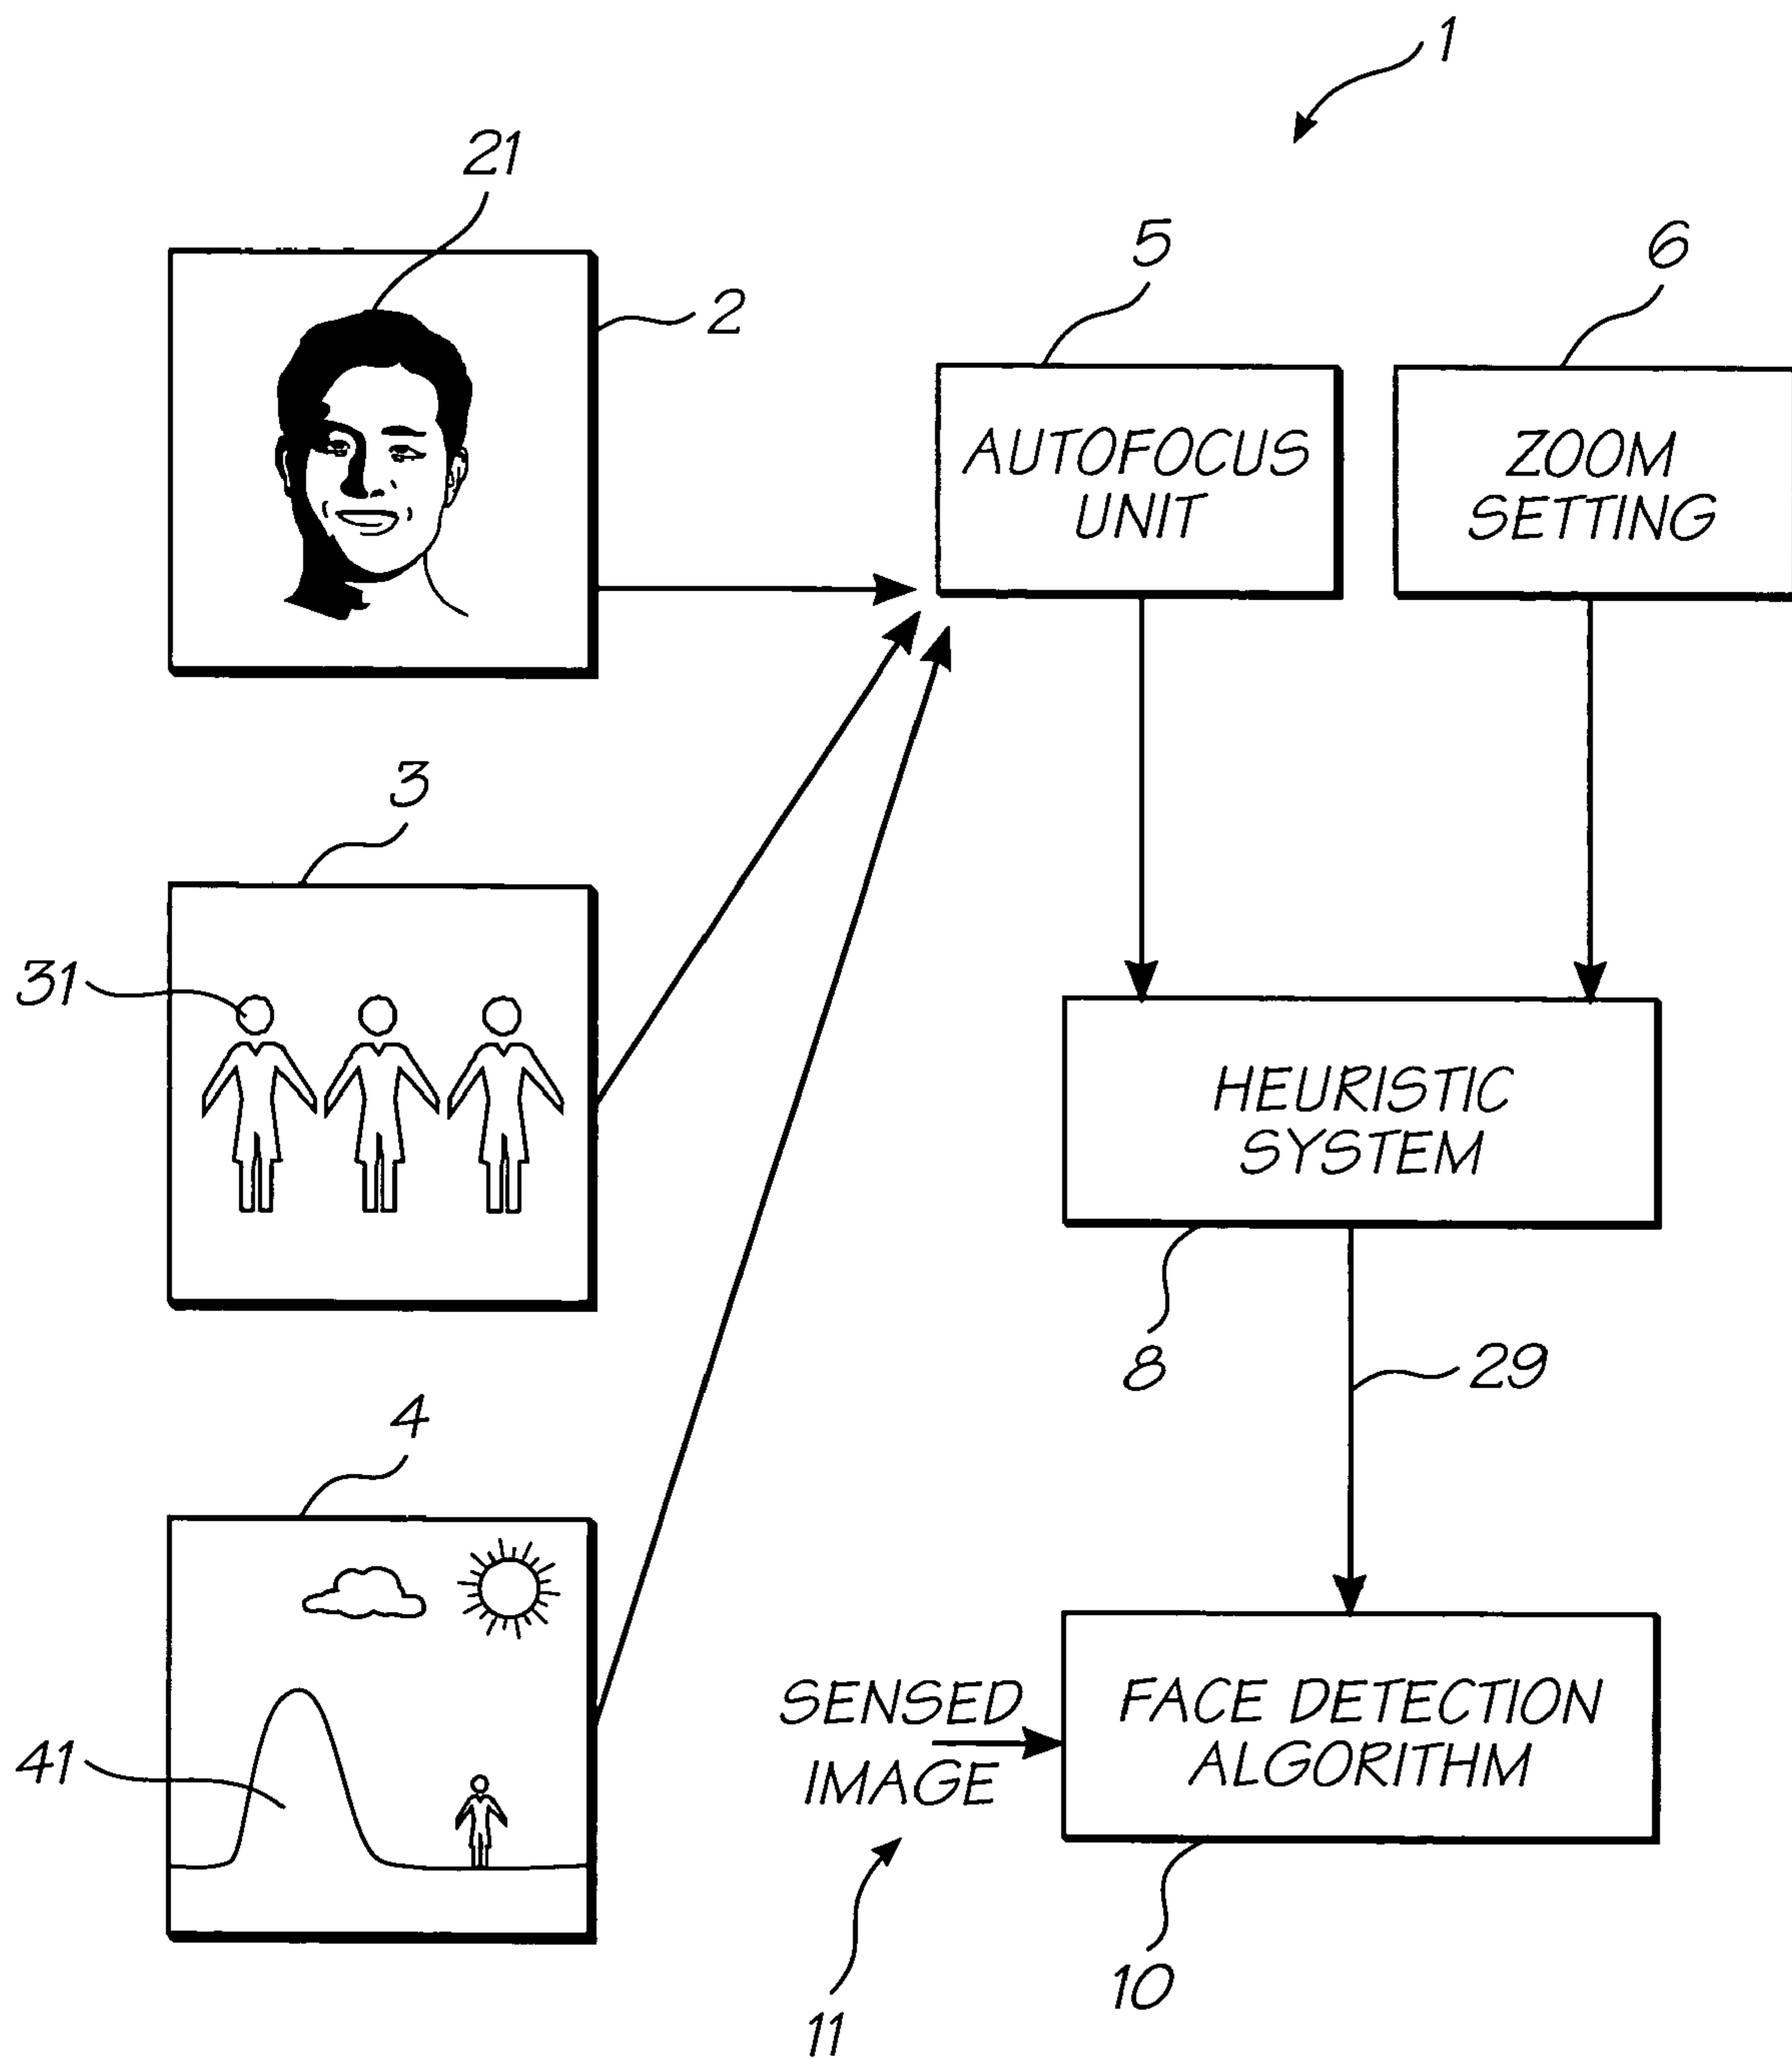 1
21
2
5
6
AUTOFOCUS
UNIT
ZOOM
SETTING
3
31
HEURISTIC
SYSTEM
8
29
4
41
SENSED
IMAGE
FACE DETECTION
ALGORITHM
10
11